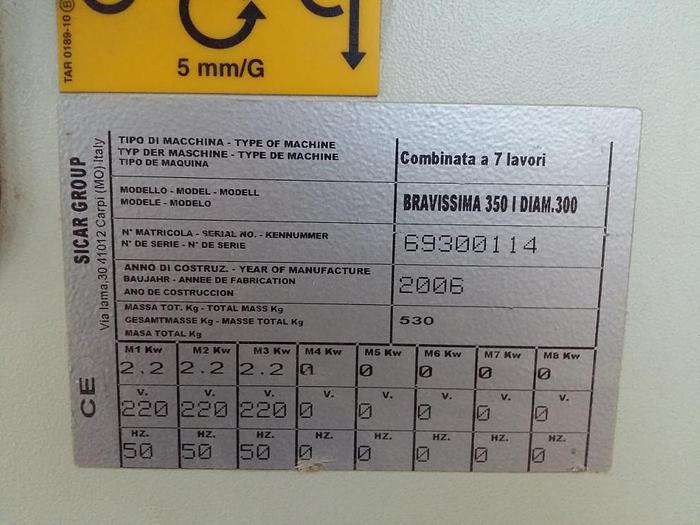 TAR 0189-10
5 mm/G
SICAR GROUP
Via lama,30 41012 Carpi (MO) Italy
CE
TIPO DI MACCHINA - TYPE OF MACHINE
TYP DER MASCHINE - TYPE DE MACHINE
TIPO DE MAQUINA
Combinata a 7 lavori
MODELLO - MODEL - MODELL
MODELE - MODELO
BRAVISSIMA 350 I DIAM.300
N° MATRICOLA - SERIAL NO. - KENNUMMER
N° DE SERIE - N° DE SERIE
69300114
ANNO DI COSTRUZ. - YEAR OF MANUFACTURE
BAUJAHR - ANNEE DE FABRICATION
ANO DE COSTRUCCION
2006
MASSA TOT. Kg - TOTAL MASS Kg
GESAMTMASSE Kg - MASSE TOTAL Kg
MASA TOTAL Kg
530
M1 Kw M2 Kw M3 Kw M4 Kw M5 Kw M6 Kw M7 Kw M8 Kw
2.2 2.2 2.2 0 0 0 0 0
V. V. V. V. V. V. V. V.
220 220 220 0 0 0 0 0
HZ. HZ. HZ. HZ. HZ. HZ. HZ. HZ.
50 50 50 0 0 0 0 0